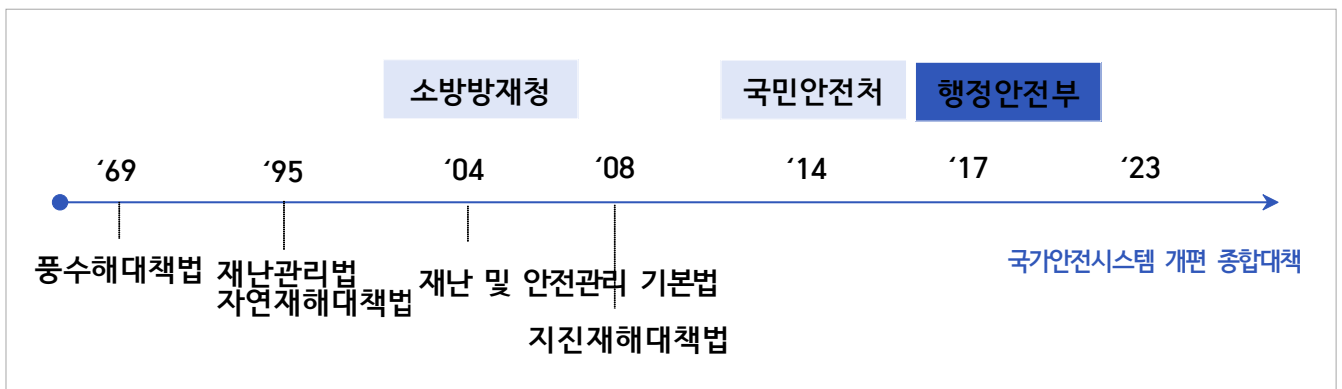 소방방재청 국민안전처 행정안전부
‘69 ‘95 ‘04 ‘08 ‘14 ‘17 ‘23
풍수해대책법 재난관리법 재난 및 안전관리 기본법 국가안전시스템 개편 종합대책
자연재해대책법
지진재해대책법